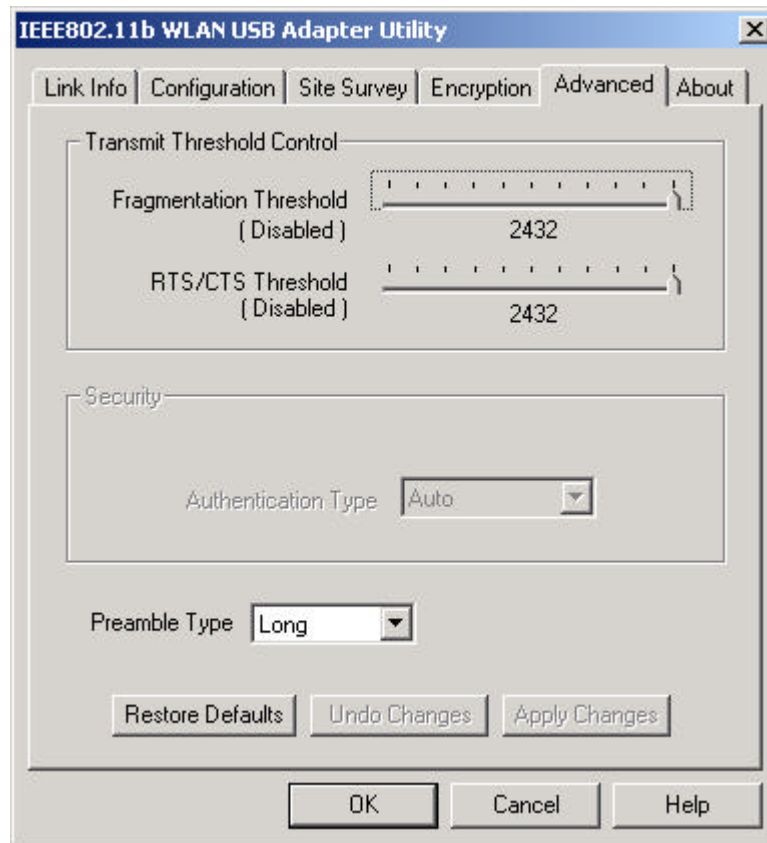 IEEE802.11b WLAN USB Adapter Utility
Link Info Configuration Site Survey Encryption Advanced About
Transmit Threshold Control
Fragmentation Threshold
( Disabled )
2432
RTS/CTS Threshold
( Disabled )
2432
Security
Authentication Type Auto
Preamble Type Long
Restore Defaults Undo Changes Apply Changes
OK Cancel Help